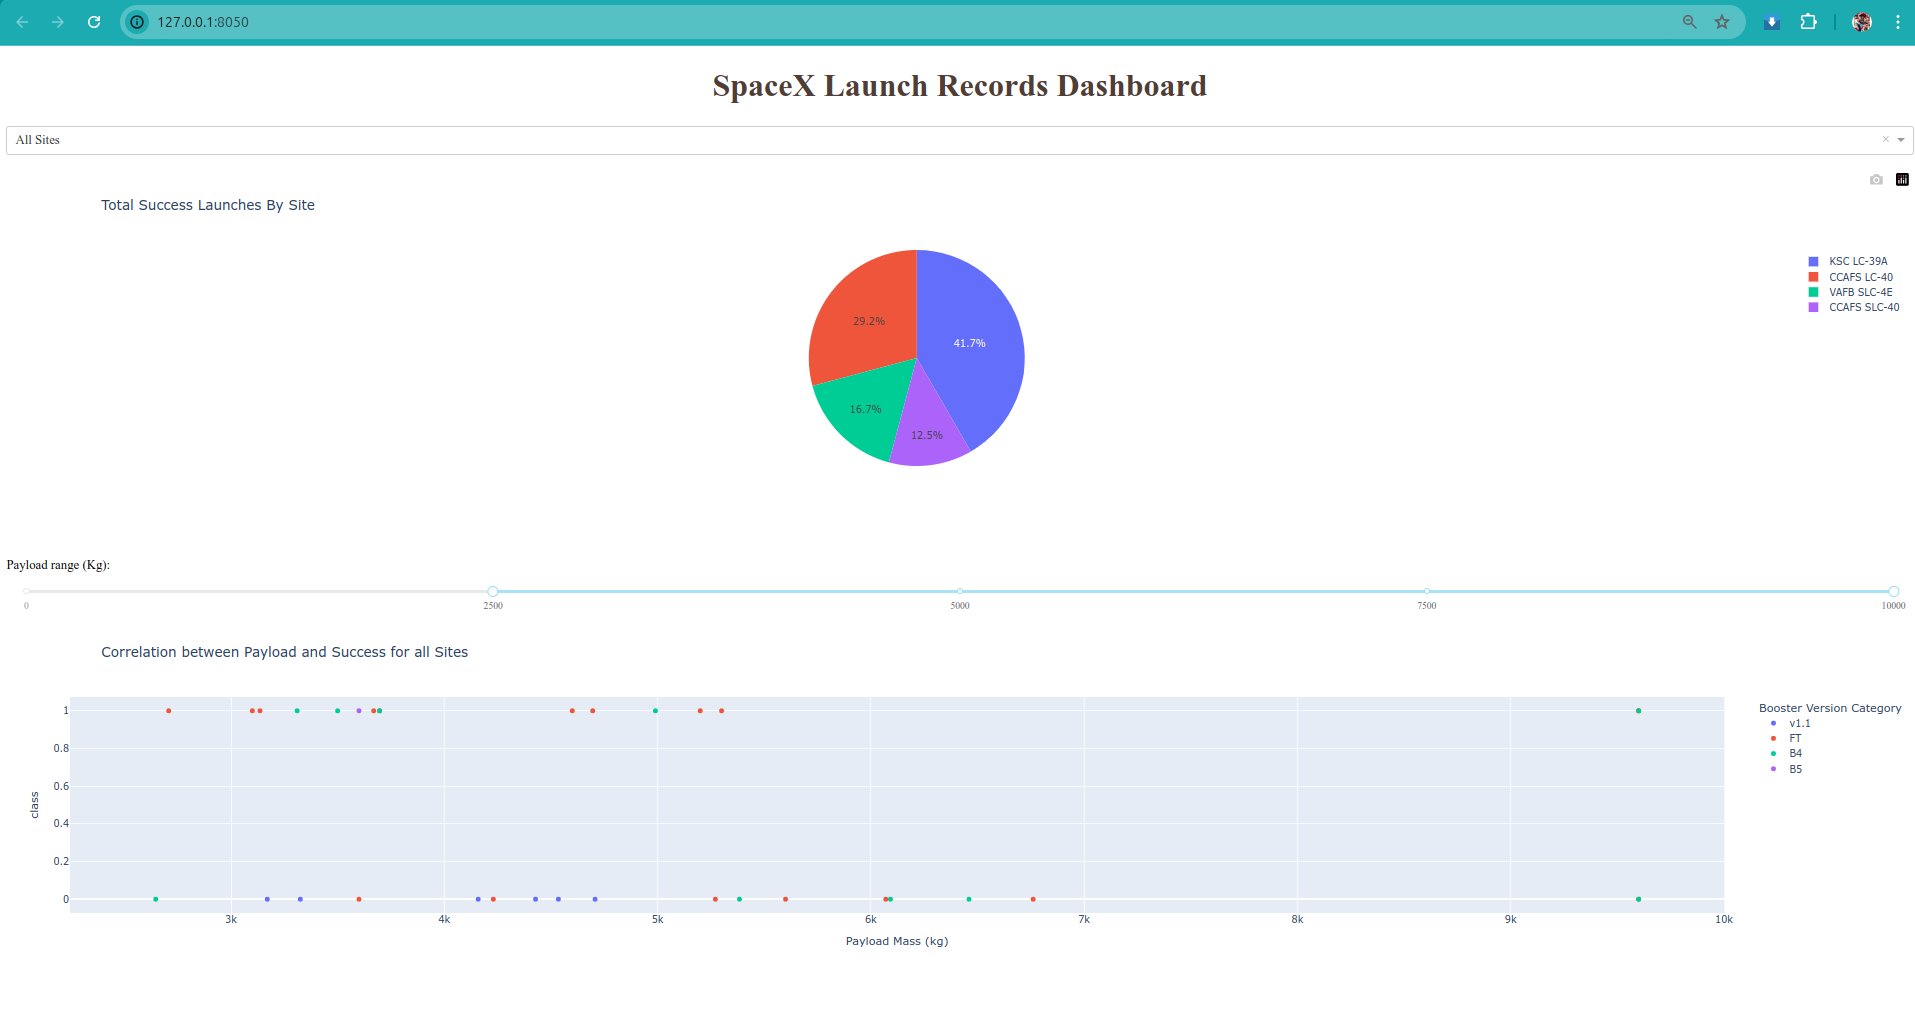 127.0.0.1:8050
SpaceX Launch Records Dashboard
All Sites
Total Success Launches By Site
KSC LC-39A
CCAFS LC-40
VAFB SLC-4E
CCAFS SLC-40
29.2%
41.7%
16.7%
12.5%
Payload range (Kg):
0 2500 5000 7500 10000
Correlation between Payload and Success for all Sites
Booster Version Category
v1.1
FT
B4
B5
class
1
0.8
0.6
0.4
0.2
0
3k 4k 5k 6k 7k 8k 9k 10k
Payload Mass (kg)